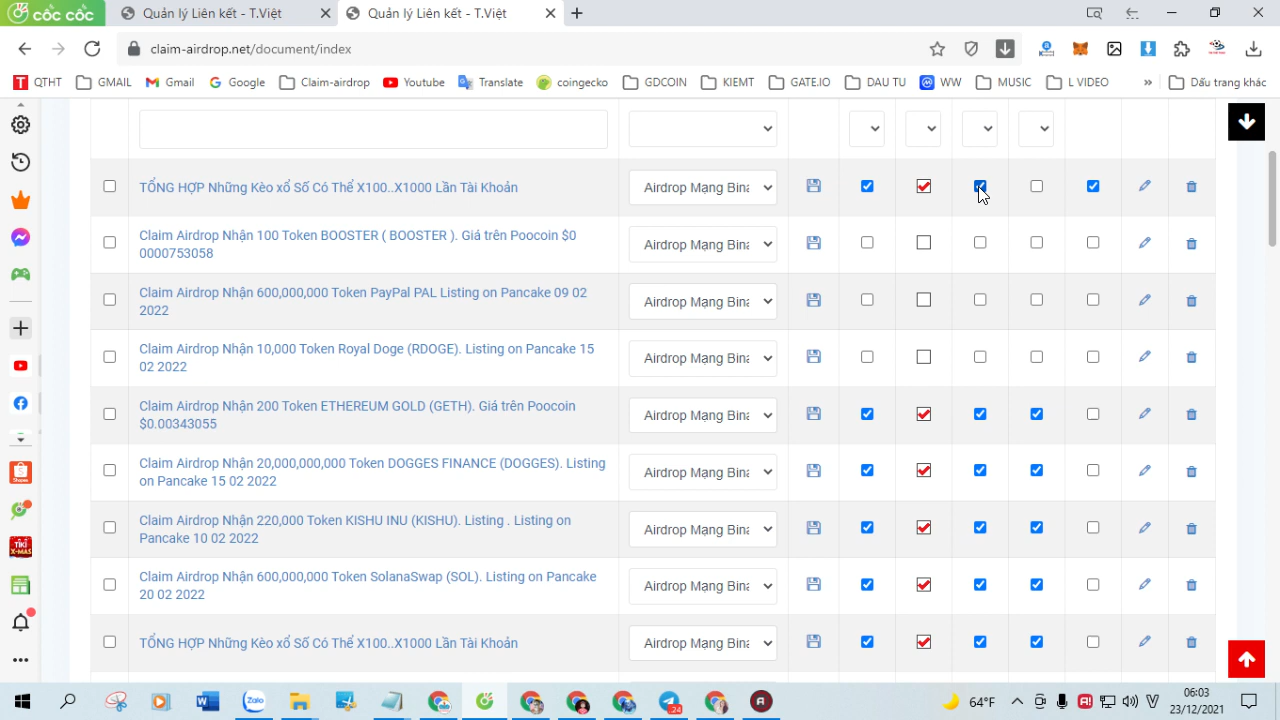 cốc cốc
Quản lý kiết kết - T.Việt
Quản lý kiết kết - T.Việt
claim-airdrop.net/document/index
QTHT
GMAIL
Gmail
Google
Claim-airdrop
Youtube
Translate
coingecko
GDCOIN
KIEMT
GATE.IO
DAU TU
WW
MUSIC
L VIDEO
Dấu trang khác
TỔNG HỢP Những Kèo xổ Số Có Thể X100..X1000 Lần Tài Khoản
Airdrop Mạng Bina
Claim Airdrop Nhận 100 Token BOOSTER ( BOOSTER ). Giá trên Poocoin $0
0000753058
Airdrop Mạng Bina
Claim Airdrop Nhận 600,000,000 Token PayPal PAL Listing on Pancake 09 02
2022
Airdrop Mạng Bina
Claim Airdrop Nhận 10,000 Token Royal Doge (RDOGE). Listing on Pancake 15
02 2022
Airdrop Mạng Bina
Claim Airdrop Nhận 200 Token ETHEREUM GOLD (GETH). Giá trên Poocoin
$0.00343055
Airdrop Mạng Bina
Claim Airdrop Nhận 20,000,000,000 Token DOGGES FINANCE (DOGGES). Listing
on Pancake 15 02 2022
Airdrop Mạng Bina
Claim Airdrop Nhận 220,000 Token KISHU INU (KISHU). Listing . Listing on
Pancake 10 02 2022
Airdrop Mạng Bina
Claim Airdrop Nhận 600,000,000 Token SolanaSwap (SOL). Listing on Pancake
20 02 2022
Airdrop Mạng Bina
TỔNG HỢP Những Kèo xổ Số Có Thể X100..X1000 Lần Tài Khoản
Airdrop Mạng Bina
Zalo
24
64°F
06:03
23/12/2021